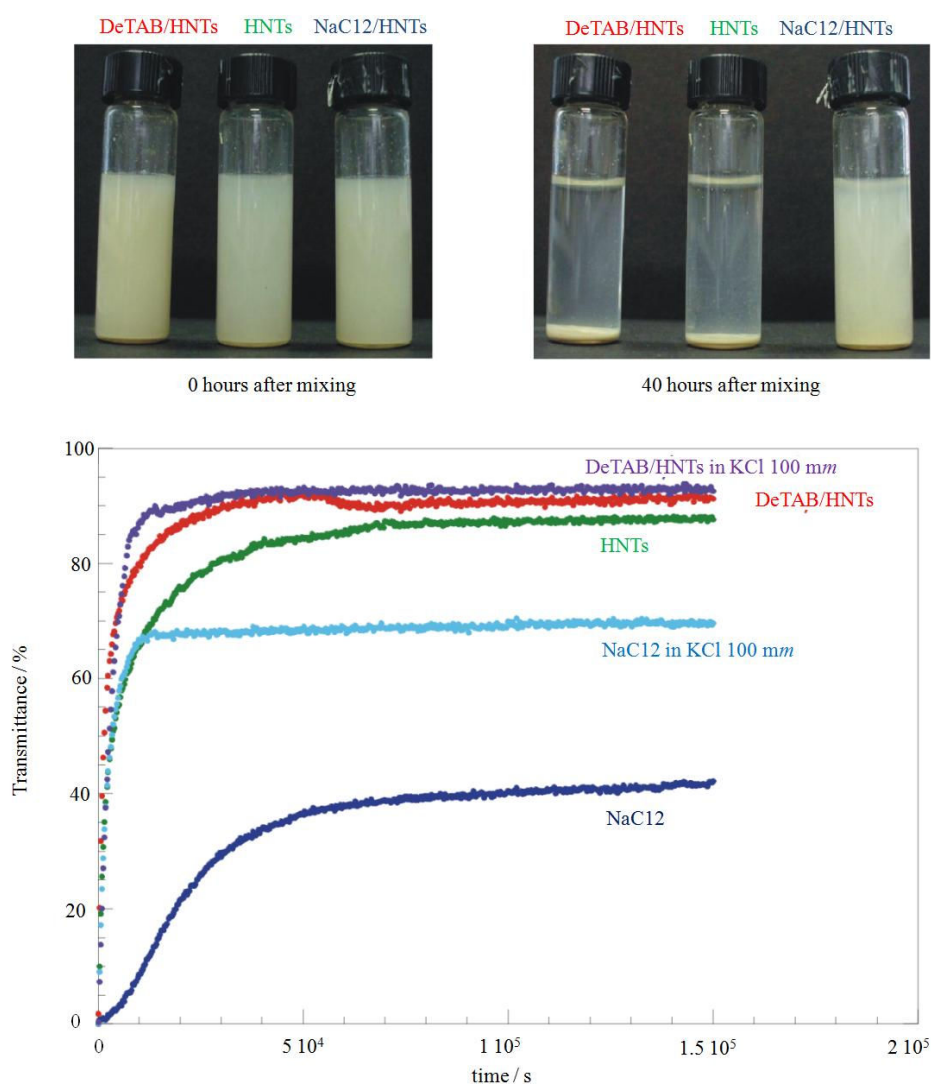 DeTAB/HNTs HNTs NaC12/HNTs
DeTAB/HNTs HNTs NaC12/HNTs
0 hours after mixing
40 hours after mixing
100
80
60
40
20
0
Transmittance / %
DeTAB/HNTs in KCl 100 mm
DeTAB/HNTs
HNTs
NaC12 in KCl 100 mm
NaC12
0
5 10⁴
1 10⁵
1.5 10⁵
2 10⁵
time / s